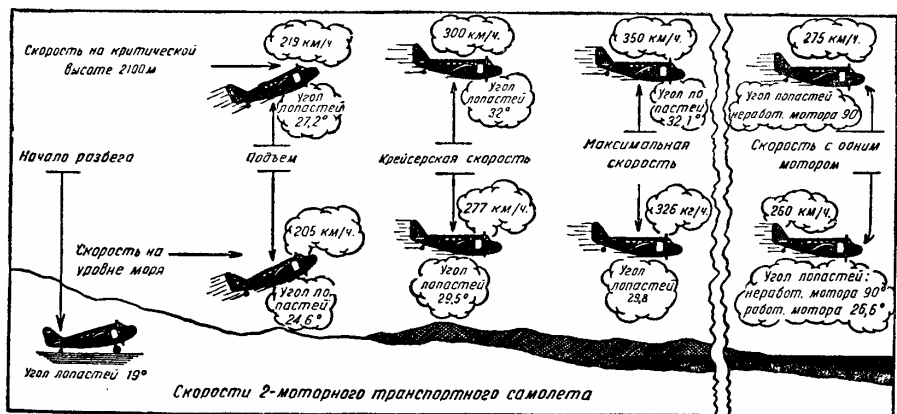 Скорость на критической
высоте 2100м
219 км/ч.
300 км/ч.
350 км/ч.
275 км/ч.
Угол
лопастей
27,2°
Угол
лопастей
32°
Угол ло
пастей
32,1°
Угол лопастей
неработ. мотора 90
Начало разбега
Подъем
Крейсерская скорость
Максимальная
скорость
Скорость с одним
мотором
Скорость на
уровне моря
205 км/ч.
277 км/ч.
326 кг/ч.
260 км/ч.
Угол ло
пастей
24,6°
Угол
лопастей
29,5°
Угол
лопастей
29,8
Угол лопастей:
неработ. мотора 90°
работ. мотора 26,6°
Угол лопастей 19°
Скорости 2-моторного транспортного самолета